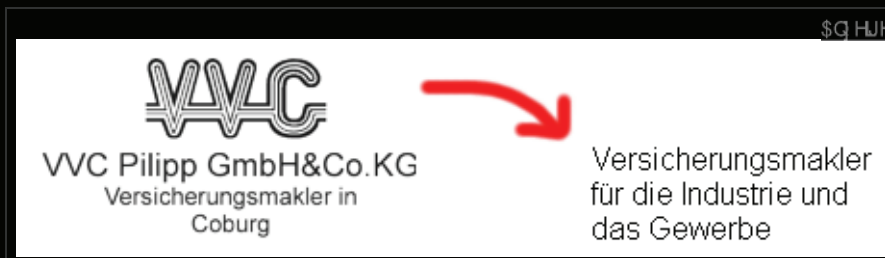 VVC
VVC Pilipp GmbH&Co.KG
Versicherungsmakler in
Coburg
Versicherungsmakler
für die Industrie und
das Gewerbe